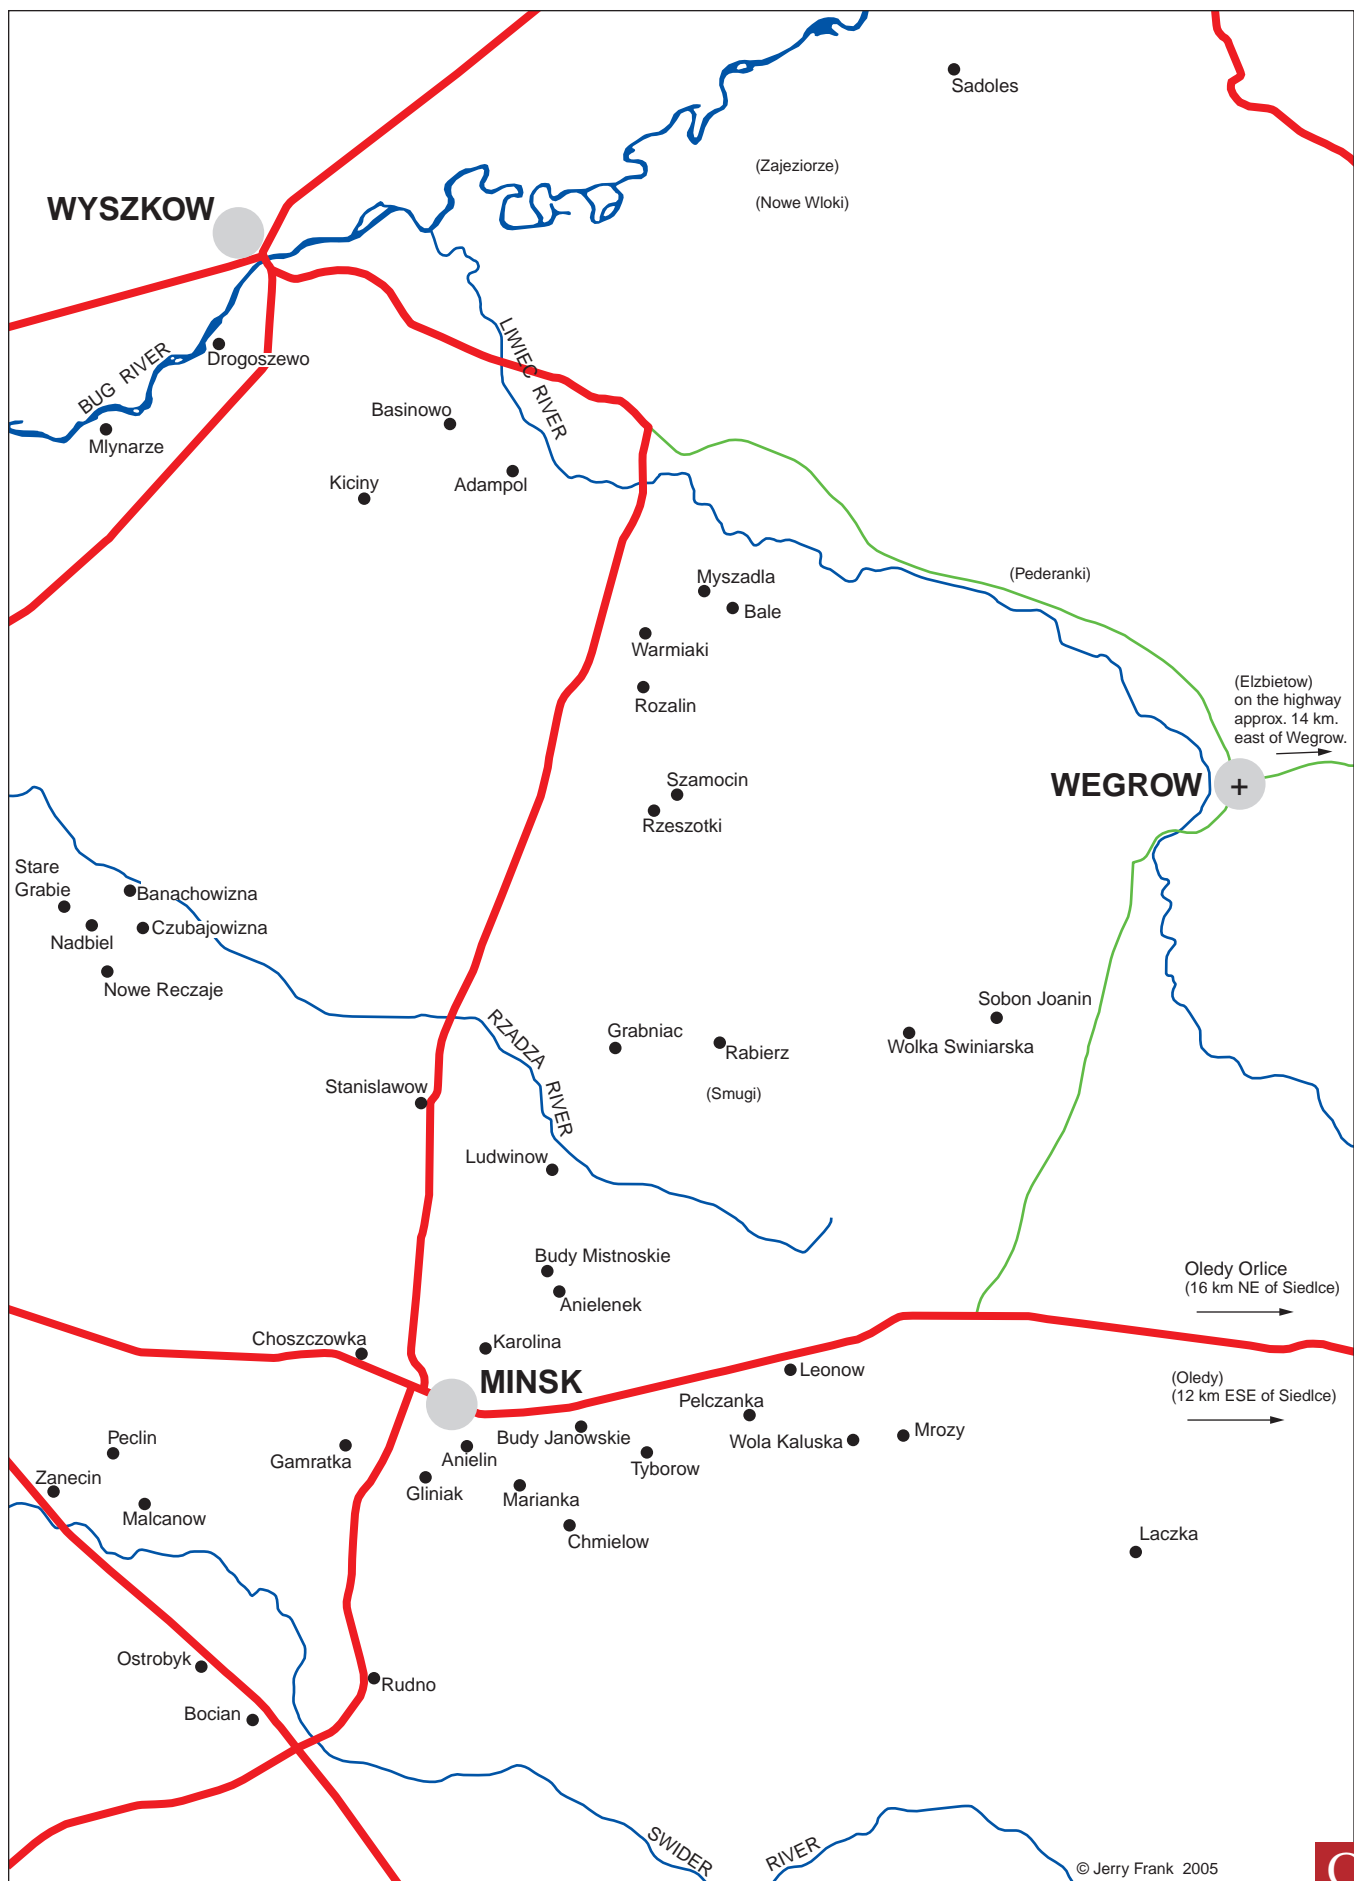 Sadoles
(Zajeziorze)
(Nowe Wloki)
WYSZKOW
BUG RIVER
Drogoszewo
LIWIEC RIVER
Basinowo
Mlynarze
Kiciny
Adampol
Myszadla
(Pederanki)
Bale
Warmiaki
Rozalin
(Elzbietow)
on the highway
approx. 14 km.
east of Wegrow.
WEGROW
+
Szamocin
Rzeszotki
Stare
Grabie
Banachowizna
Czubajowizna
Nadbiel
Nowe Reczaje
Sobon Joanin
RZADZA RIVER
Grabniac
Rabierz
Wolka Swiniarska
Stanislawow
(Smugi)
Ludwinow
Budy Mistnoskie
Anielenek
Oledy Orlice
(16 km NE of Siedlce)
Choszczowka
Karolina
MINSK
Leonow
(Oledy)
(12 km ESE of Siedlce)
Pelczanka
Peclin
Gamratka
Anielin
Budy Janowskie
Wola Kaluska
Mrozy
Zanecin
Gliniak
Tyborow
Malcanow
Marianka
Chmielow
Laczka
Ostrobyk
Rudno
Bocian
SWIDER RIVER
© Jerry Frank 2005